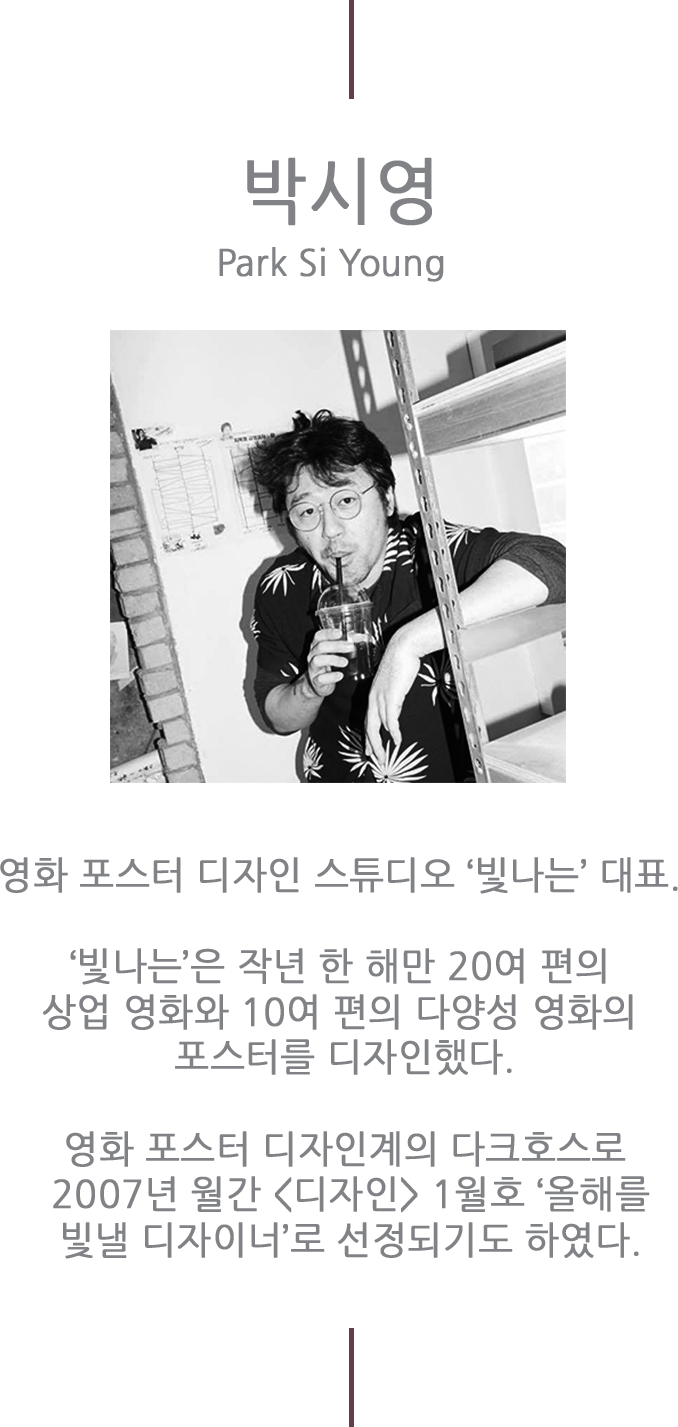 박시영
Park Si Young
영화 포스터 디자인 스튜디오 ‘빛나는’ 대표.
‘빛나는’은 작년 한 해만 20여 편의
상업 영화와 10여 편의 다양성 영화의
포스터를 디자인했다.
영화 포스터 디자인계의 다크호스로
2007년 월간 <디자인> 1월호 ‘올해를
빛낼 디자이너’로 선정되기도 하였다.